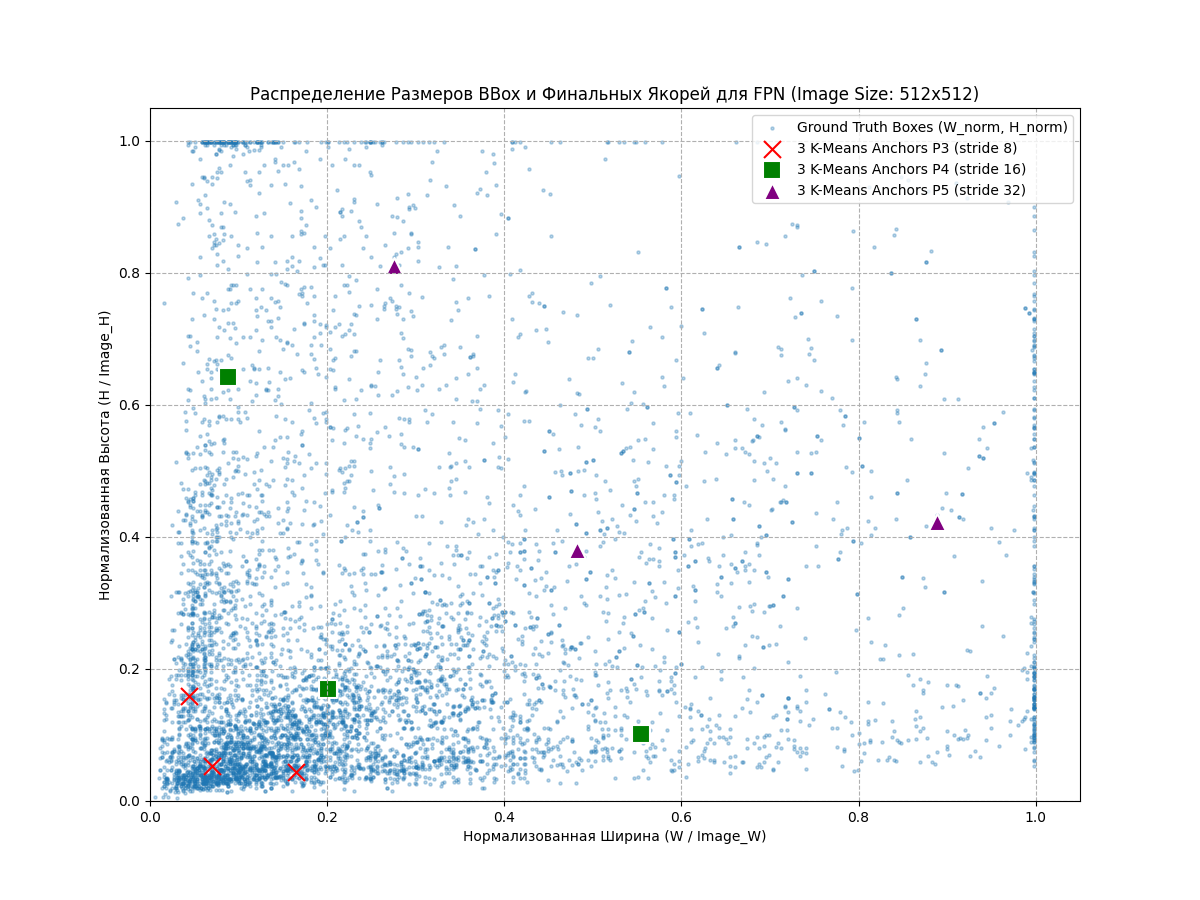 Распределение Размеров BBox и Финальных Якорей для FPN (Image Size: 512x512)
Ground Truth Boxes (W_norm, H_norm)
3 K-Means Anchors P3 (stride 8)
3 K-Means Anchors P4 (stride 16)
3 K-Means Anchors P5 (stride 32)
Нормализованная Высота (H / Image_H)
1.0
0.8
0.6
0.4
0.2
0.0
0.0 0.2 0.4 0.6 0.8 1.0
Нормализованная Ширина (W / Image_W)